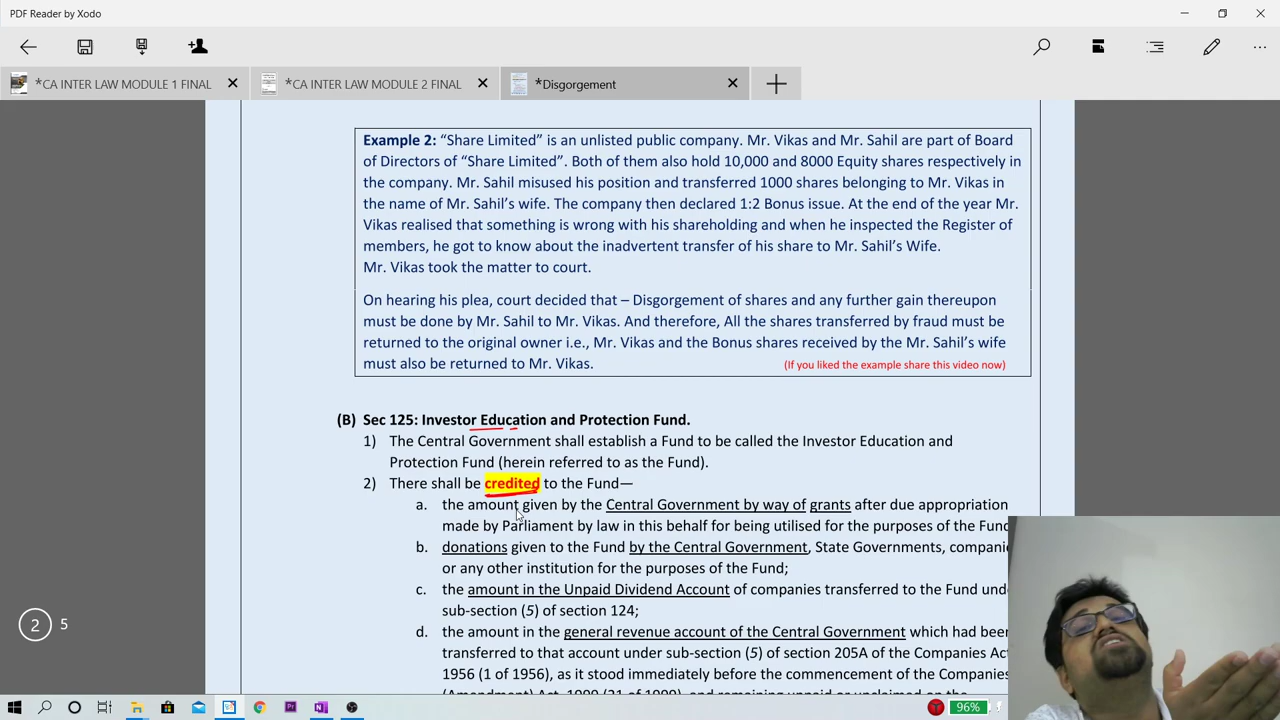 PDF Reader by Xodo
*CA INTER LAW MODULE 1 FINAL
*CA INTER LAW MODULE 2 FINAL
*Disgorgement
Example 2: “Share Limited” is an unlisted public company. Mr. Vikas and Mr. Sahil are part of Board
of Directors of “Share Limited”. Both of them also hold 10,000 and 8000 Equity shares respectively in
the company. Mr. Sahil misused his position and transferred 1000 shares belonging to Mr. Vikas in
the name of Mr. Sahil’s wife. The company then declared 1:2 Bonus issue. At the end of the year Mr.
Vikas realised that something is wrong with his shareholding and when he inspected the Register of
members, he got to know about the inadvertent transfer of his share to Mr. Sahil’s Wife.
Mr. Vikas took the matter to court.
On hearing his plea, court decided that – Disgorgement of shares and any further gain thereupon
must be done by Mr. Sahil to Mr. Vikas. And therefore, All the shares transferred by fraud must be
returned to the original owner i.e., Mr. Vikas and the Bonus shares received by the Mr. Sahil’s wife
must also be returned to Mr. Vikas. (If you liked the example share this video now)
(B) Sec 125: Investor Education and Protection Fund.
1) The Central Government shall establish a Fund to be called the Investor Education and
Protection Fund (herein referred to as the Fund).
2) There shall be credited to the Fund—
a. the amount given by the Central Government by way of grants after due appropriation
made by Parliament by law in this behalf for being utilised for the purposes of the Fund
b. donations given to the Fund by the Central Government, State Governments, companie
or any other institution for the purposes of the Fund;
c. the amount in the Unpaid Dividend Account of companies transferred to the Fund und
sub-section (5) of section 124;
d. the amount in the general revenue account of the Central Government which had been
transferred to that account under sub-section (5) of section 205A of the Companies Ac
1956 (1 of 1956), as it stood immediately before the commencement of the Companies
(Amendment) Act, 1999 (21 of 1999), and remaining unpaid or unclaimed on the
2 5
96%